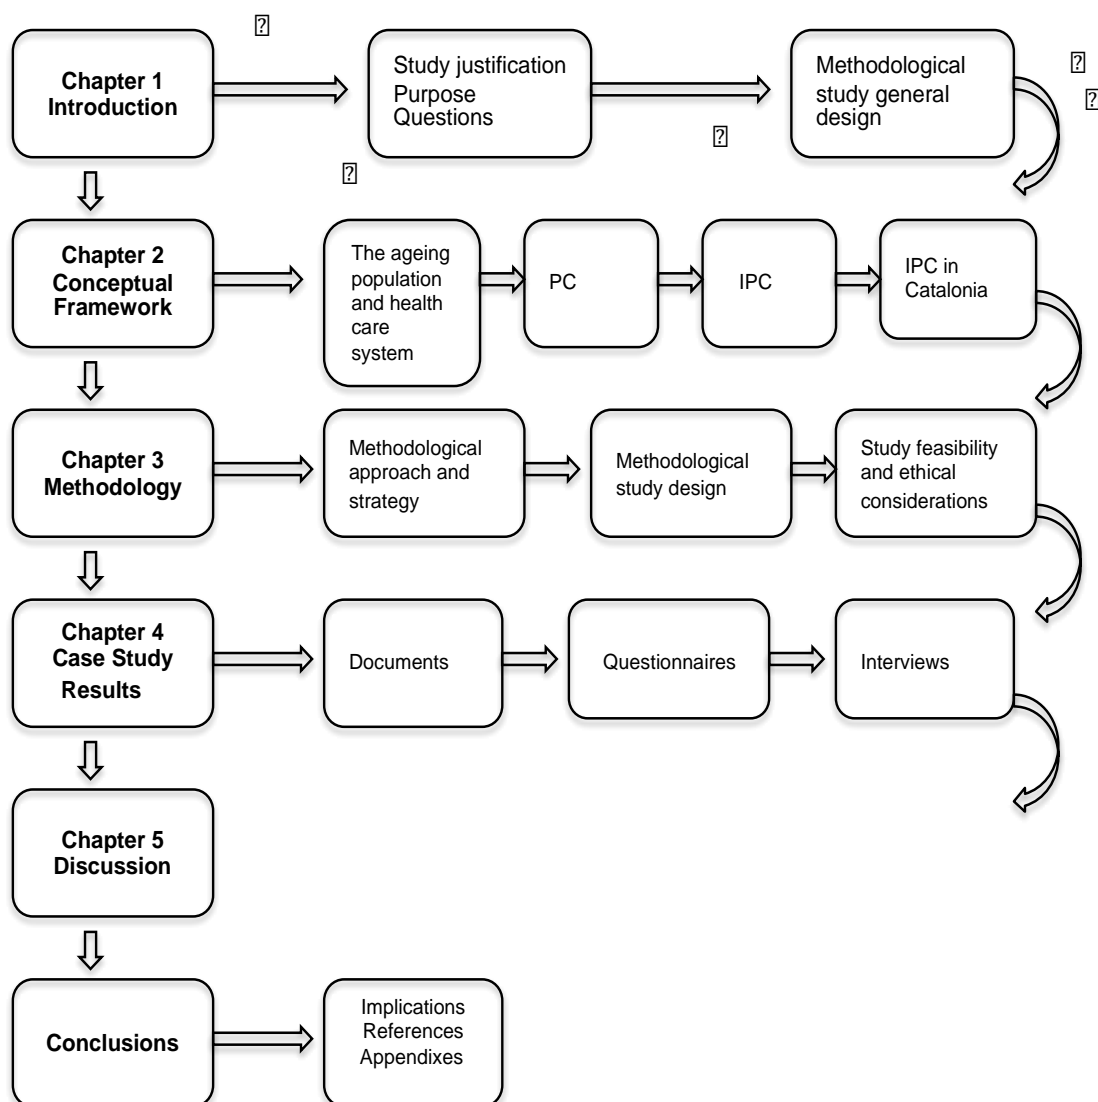 Chapter 1
Introduction
Study justification
Purpose
Questions
Methodological
study general
design
Chapter 2
Conceptual
Framework
The ageing
population
and health
care
system
PC
IPC
IPC in
Catalonia
Chapter 3
Methodology
Methodological
approach and
strategy
Methodological
study design
Study feasibility
and ethical
considerations
Chapter 4
Case Study
Results
Documents
Questionnaires
Interviews
Chapter 5
Discussion
Conclusions
Implications
References
Appendixes